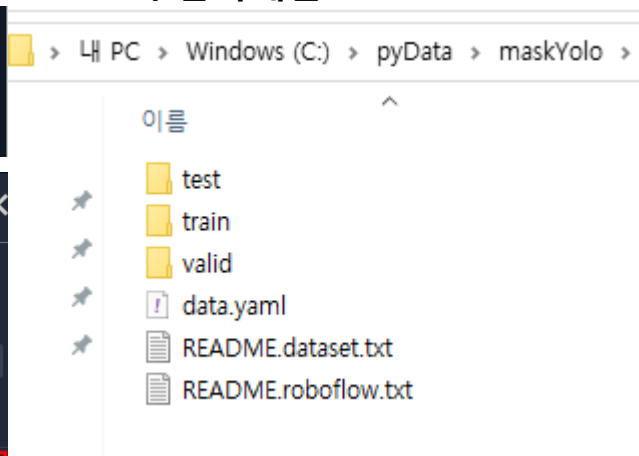 내 PC > Windows (C:) > pyData > maskYolo >
이름
test
train
valid
data.yaml
README.dataset.txt
README.roboflow.txt